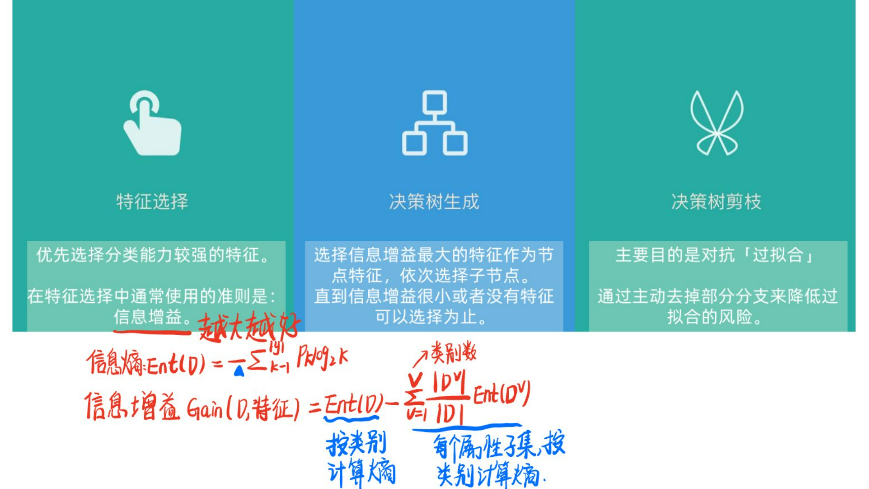 特征选择
优先选择分类能力较强的特征。
在特征选择中通常使用的准则是：
信息增益。
决策树生成
选择信息增益最大的特征作为节
点特征，依次选择子节点。
直到信息增益很小或者没有特征
可以选择为止。
决策树剪枝
主要目的是对抗「过拟合」
通过主动去掉部分分支来降低过
拟合的风险。
越大越好
信息熵:Ent(D) = -∑ₖ₋₁^|y| Pₖlog₂k
↗类别数
信息增益 Gain(D,特征) = Ent(D) - ∑ᵥ₌₁^V |Dᵛ|/|D| Ent(Dᵛ)
按类别
计算熵
每个属性子集,按
类别计算熵.